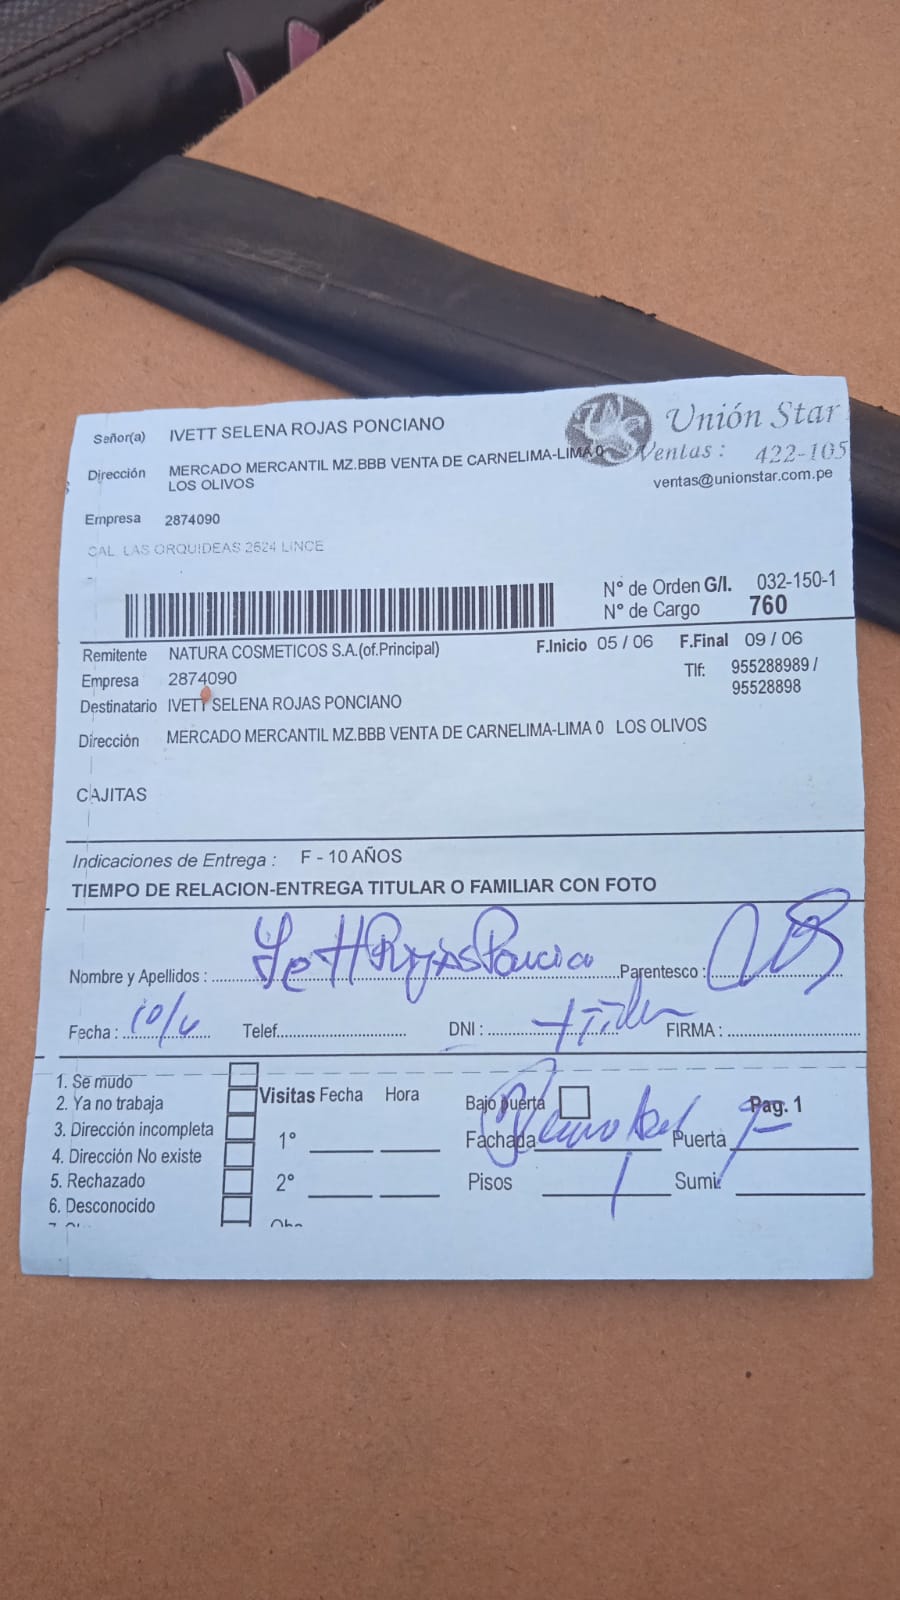 Señor(a) IVETT SELENA ROJAS PONCIANO
Unión Star
Dirección MERCADO MERCANTIL MZ.BBB VENTA DE CARNELIMA-LIMA 0
LOS OLIVOS
Ventas : 422-105
ventas@unionstar.com.pe
Empresa 2874090
CAL. LAS ORQUIDEAS 2624 LINCE
N° de Orden G/I. 032-150-1
N° de Cargo 760
Remitente NATURA COSMETICOS S.A.(of.Principal) F.Inicio 05 / 06 F.Final 09 / 06
Empresa 2874090 Tlf: 955288989 /
95528898
Destinatario IVETT SELENA ROJAS PONCIANO
Dirección MERCADO MERCANTIL MZ.BBB VENTA DE CARNELIMA-LIMA 0 LOS OLIVOS
CAJITAS
Indicaciones de Entrega : F - 10 AÑOS
TIEMPO DE RELACION-ENTREGA TITULAR O FAMILIAR CON FOTO
Nombre y Apellidos : Rojas Parentesco :
Fecha : Telef. DNI : FIRMA :
1. Se mudo
2. Ya no trabaja
3. Dirección incompleta
4. Dirección No existe
5. Rechazado
6. Desconocido
Visitas Fecha Hora
1°
2°
Bajo puerta Pag. 1
Fachada Puerta
Pisos Sumi.